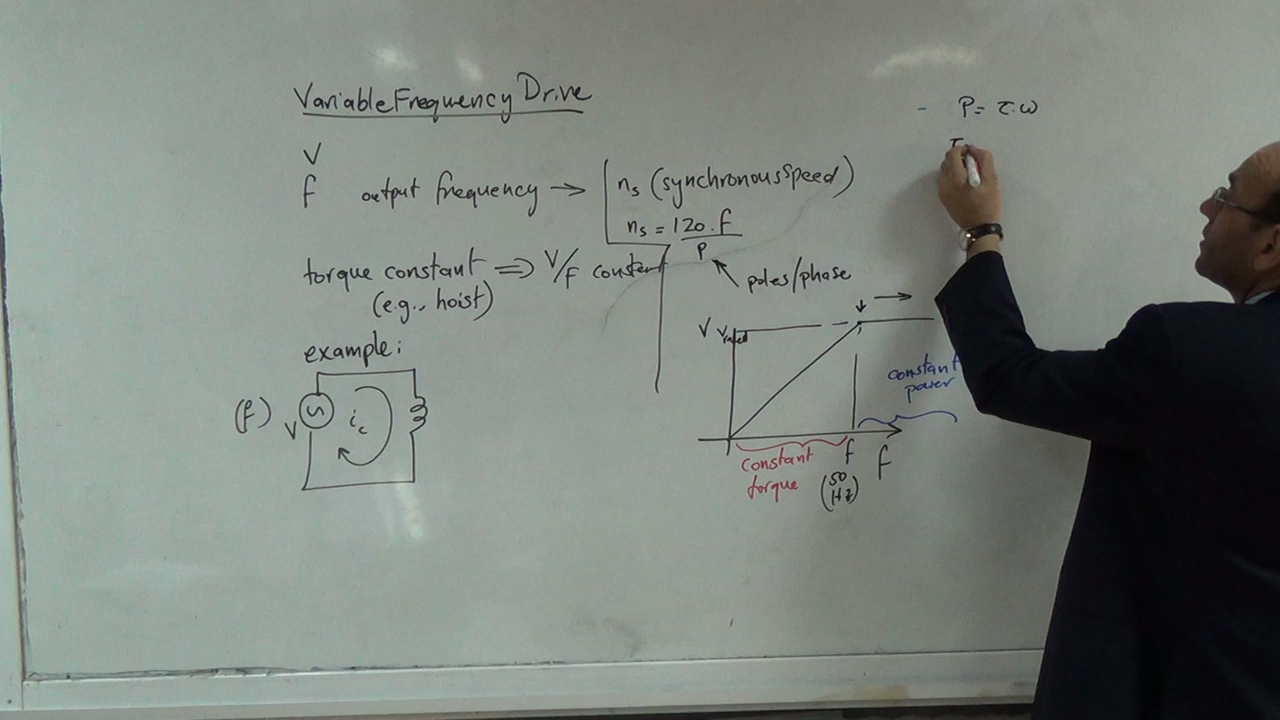 Variable Frequency Drive
V
f output frequency → ns (synchronous speed)
ns = 120.f
P
poles/phase
torque constant ⇒ V/f constant
(e.g., hoist)
example:
(f) V ic
V Vrated
constant torque
f
(50 Hz)
f
constant power
- P = τ.ω